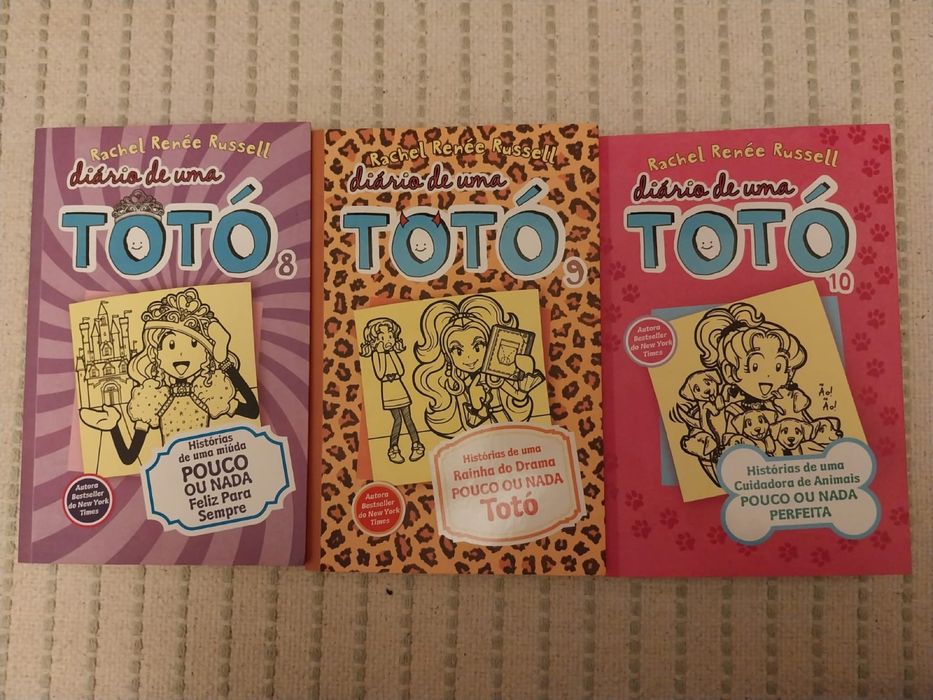 Rachel Renée Russell
diário de uma
TOTÓ
8
Histórias
de uma miúda
POUCO
OU NADA
Feliz Para
Sempre
Autora
Bestseller
do New York
Times
Rachel Renée Russell
diário de uma
TOTÓ
9
Histórias de uma
Rainha do Drama
POUCO OU NADA
Totó
Autora
Bestseller
do New York
Times
Rachel Renée Russell
diário de uma
TOTÓ
10
Autora
Bestseller
do New York
Times
Ão!
Ão!
Histórias de uma
Cuidadora de Animais
POUCO OU NADA
PERFEITA